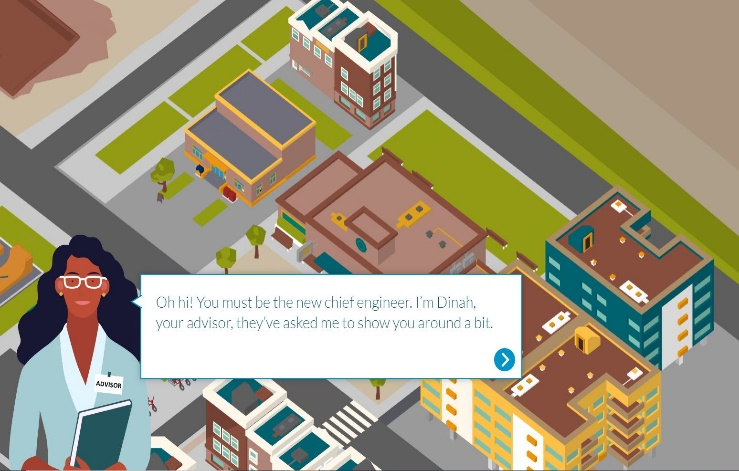 Oh hi! You must be the new chief engineer. I'm Dinah,
your advisor, they've asked me to show you around a bit.
ADVISOR